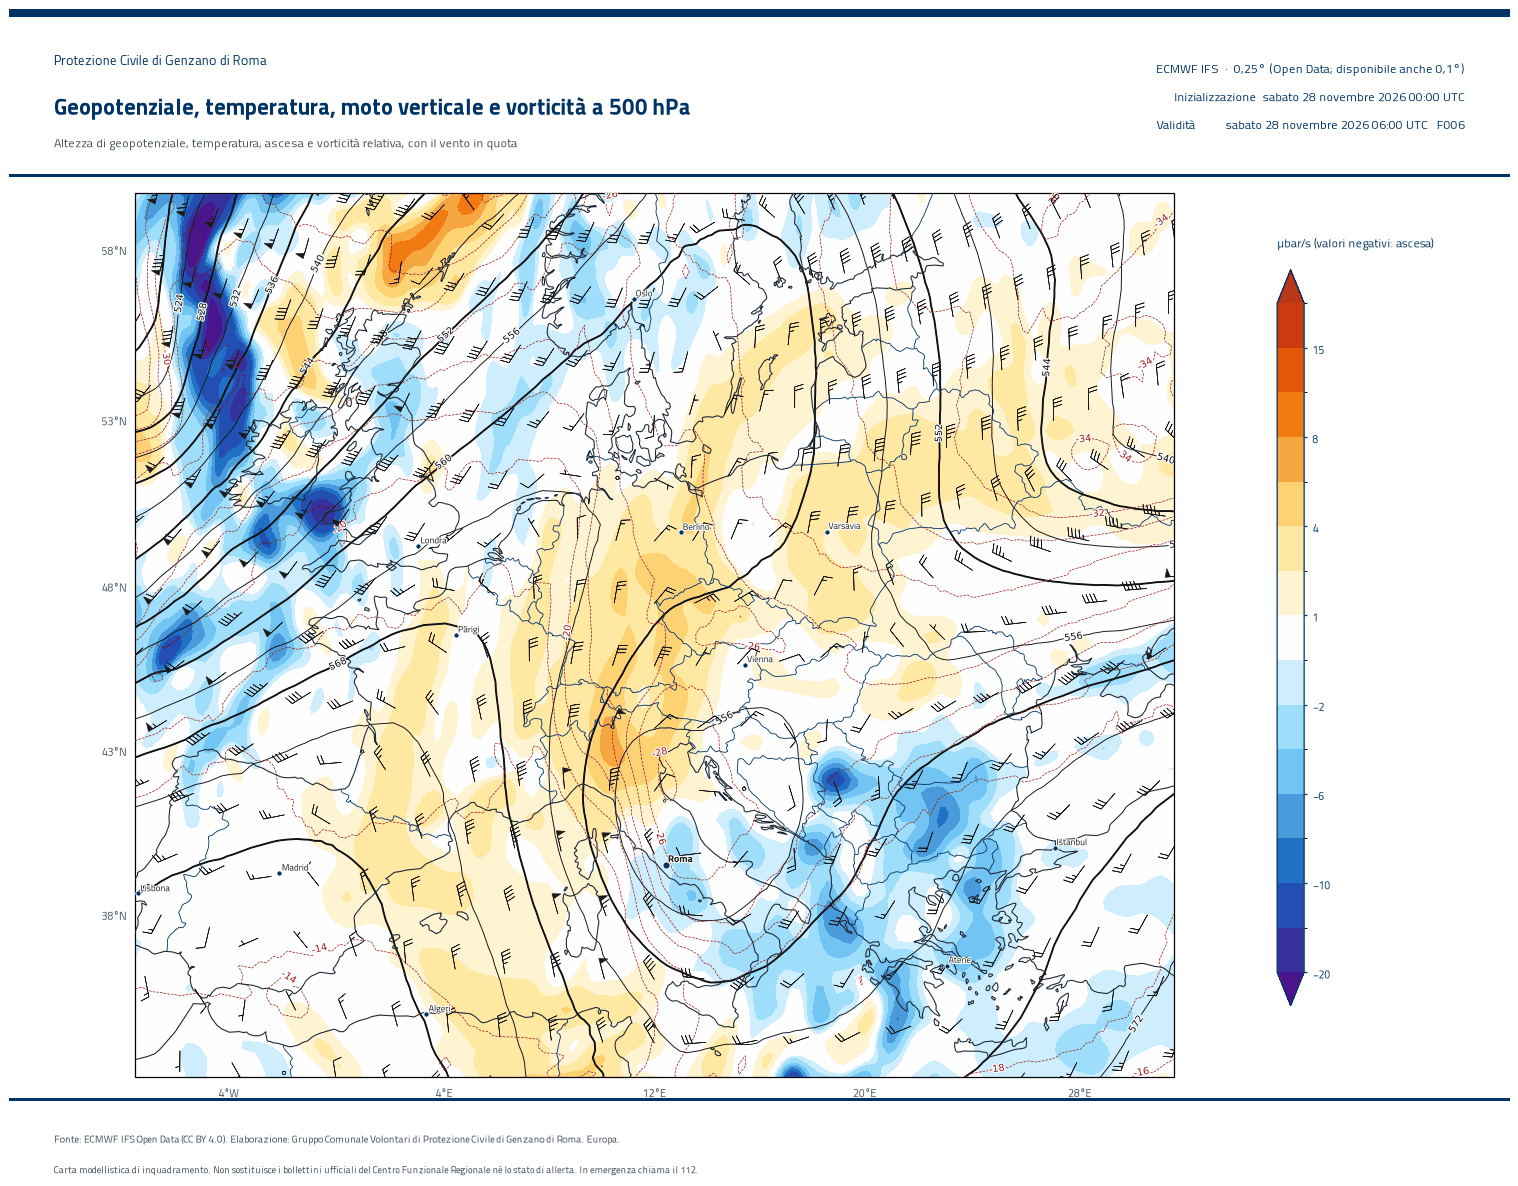 Protezione Civile di Genzano di Roma
Geopotenziale, temperatura, moto verticale e vorticità a 500 hPa
Altezza di geopotenziale, temperatura, ascesa e vorticità relativa, con il vento in quota
ECMWF IFS · 0,25° (Open Data; disponibile anche 0,1°)
Inizializzazione sabato 28 novembre 2026 00:00 UTC
Validità sabato 28 novembre 2026 06:00 UTC F006
µbar/s (valori negativi: ascesa)
15
8
4
1
−2
−6
−10
−20
58°N
53°N
48°N
43°N
38°N
4°W
4°E
12°E
20°E
28°E
Oslo
Berlino
Varsavia
Londra
Parigi
Vienna
Roma
Istanbul
Madrid
Lisbona
Atene
Algeri
524
528
532
536
540
544
552
556
560
568
552
544
540
556
556
572
-34
-34
-34
-34
-32
-30
-20
-20
-26
-28
-26
-14
-14
-18
-16
Fonte: ECMWF IFS Open Data (CC BY 4.0). Elaborazione: Gruppo Comunale Volontari di Protezione Civile di Genzano di Roma. Europa.
Carta modellistica di inquadramento. Non sostituisce i bollettini ufficiali del Centro Funzionale Regionale né lo stato di allerta. In emergenza chiama il 112.